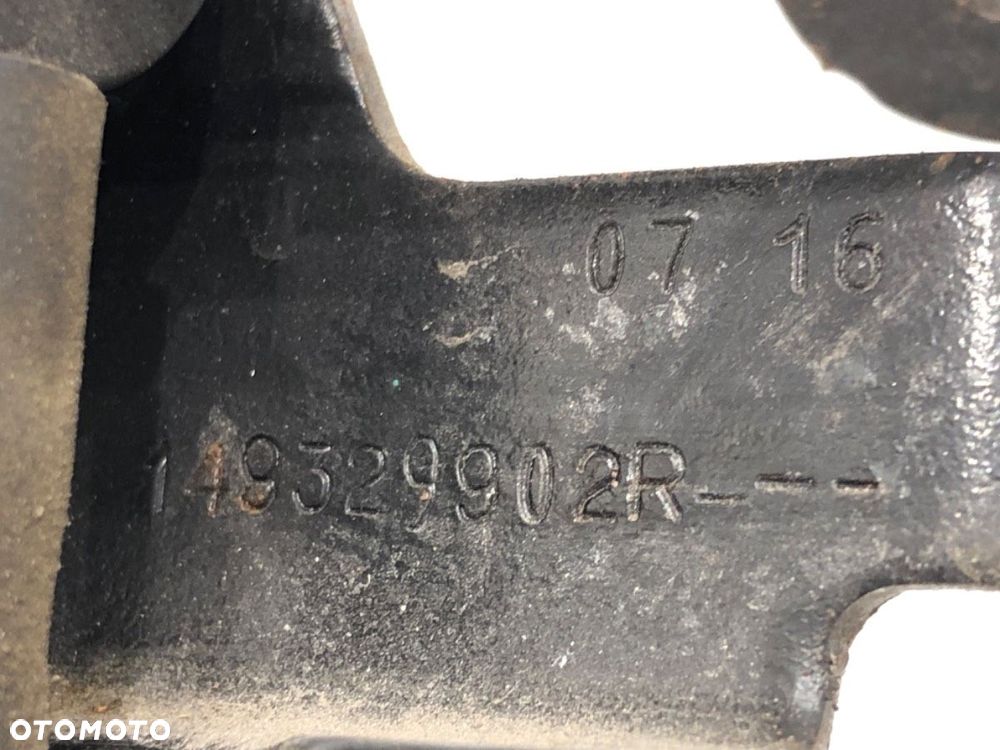 07 16
149329902R----
OTOMOTO